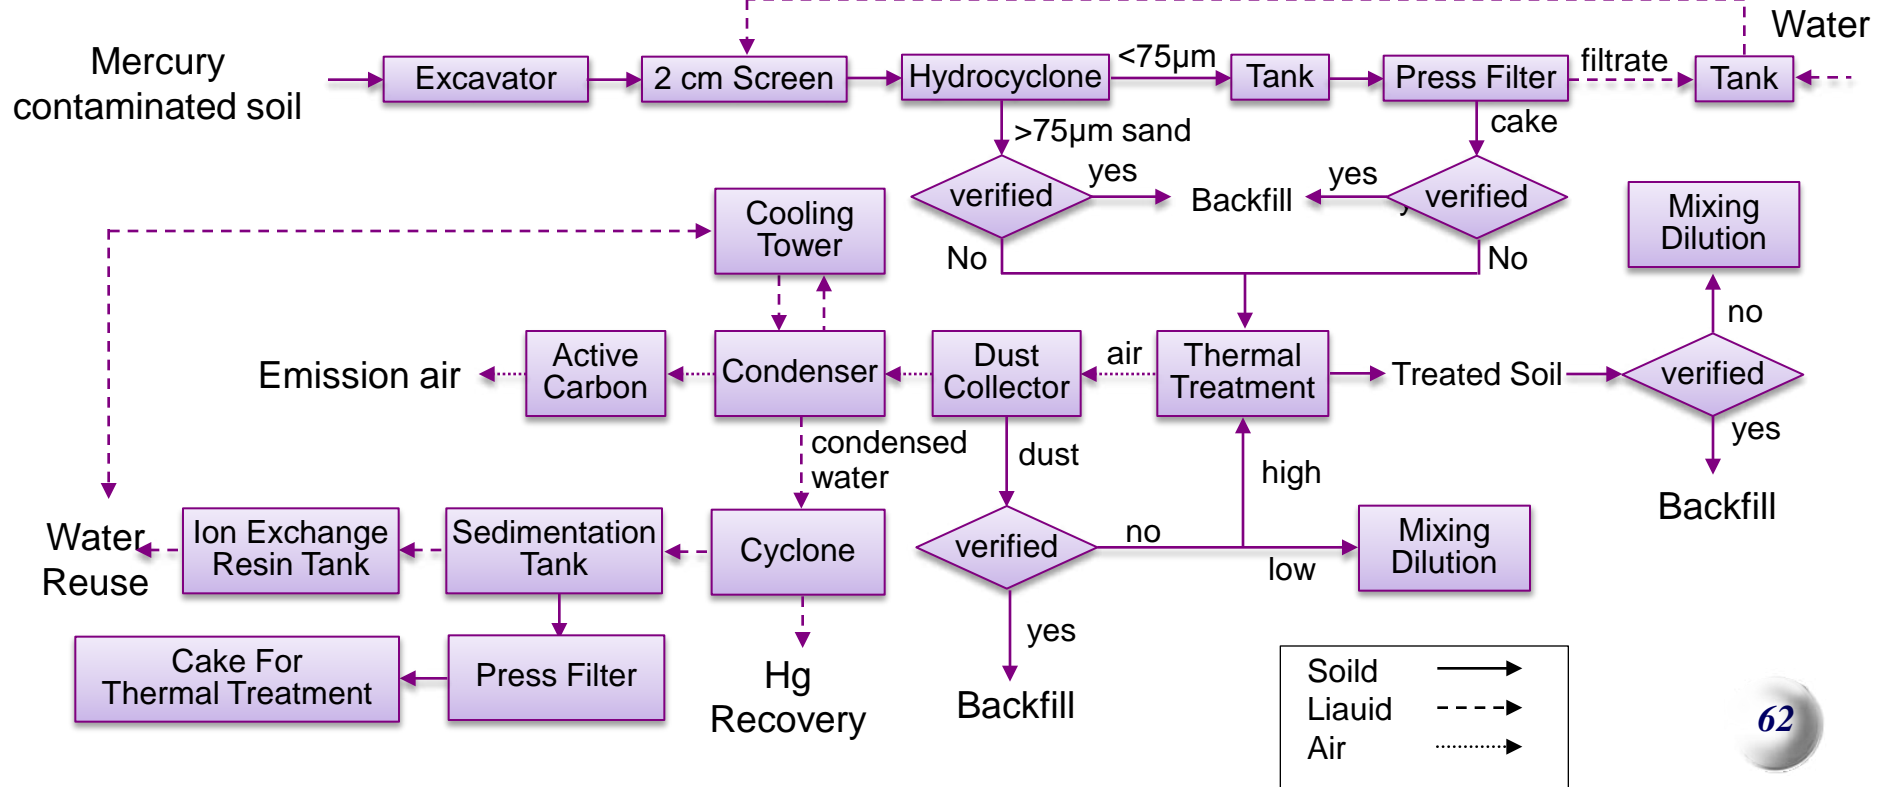 Water
Mercury
contaminated soil
Excavator
2 cm Screen
Hydrocyclone
<75μm
Tank
Press Filter
filtrate
Tank
>75μm sand
cake
verified
yes
Backfill
yes
verified
No
No
Mixing
Dilution
no
Cooling
Tower
Emission air
Active
Carbon
Condenser
Dust
Collector
air
Thermal
Treatment
Treated Soil
verified
yes
Backfill
condensed
water
dust
high
Water
Reuse
Ion Exchange
Resin Tank
Sedimentation
Tank
Cyclone
verified
no
low
Mixing
Dilution
yes
Backfill
Cake For
Thermal Treatment
Press Filter
Hg
Recovery
Soild
Liauid
Air
62